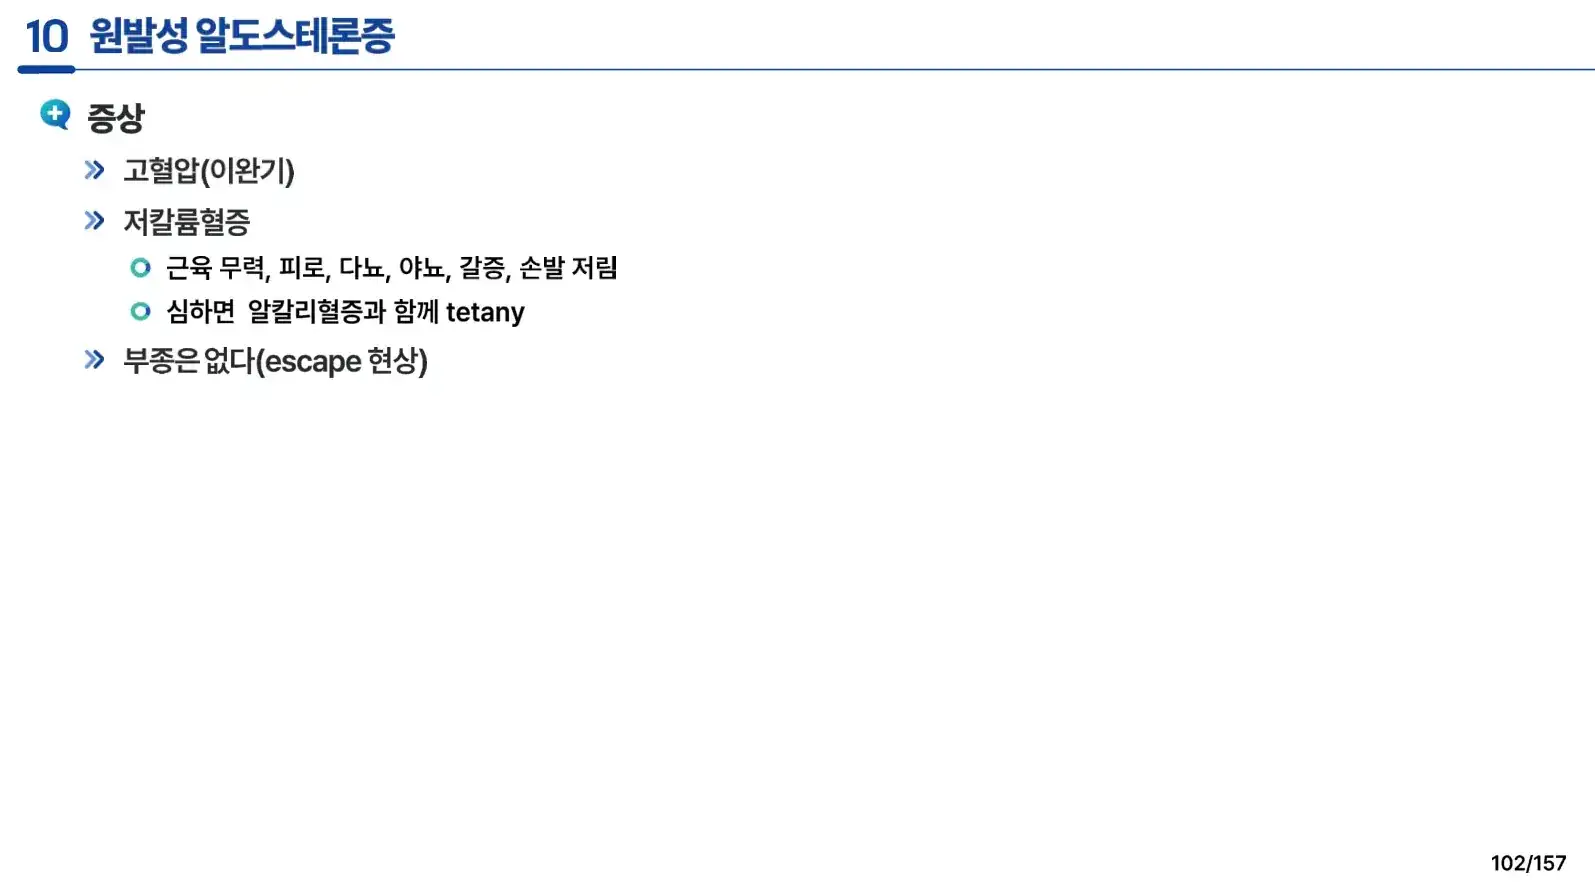 10 원발성 알도스테론증
증상
고혈압(이완기)
저칼륨혈증
근육 무력, 피로, 다뇨, 야뇨, 갈증, 손발 저림
심하면 알칼리혈증과 함께 tetany
부종은 없다(escape 현상)
102/157